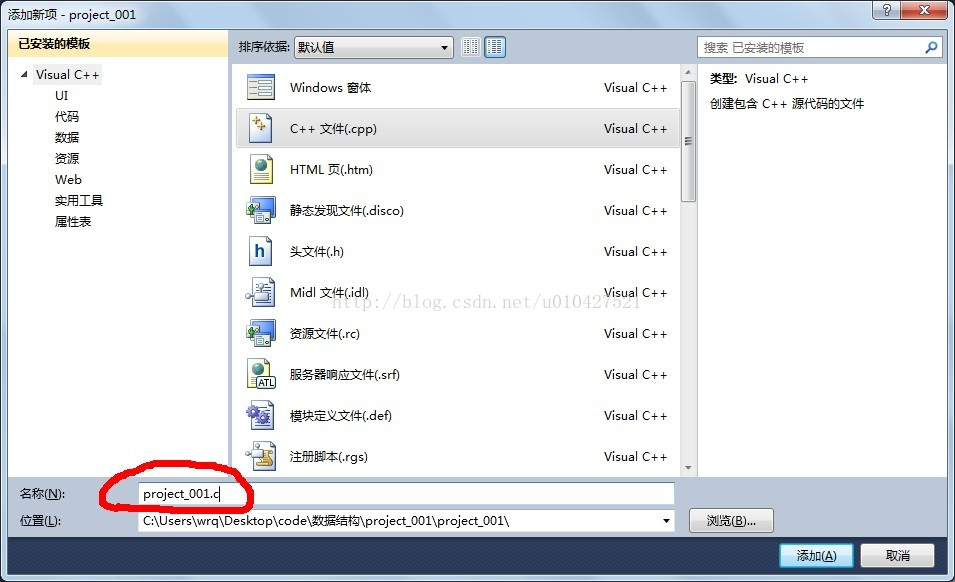 添加新项 - project_001
已安装的模板
排序依据: 默认值
搜索 已安装的模板
Visual C++
UI
代码
数据
资源
Web
实用工具
属性表
Windows 窗体 Visual C++
C++ 文件(.cpp) Visual C++
HTML 页(.htm) Visual C++
静态发现文件(.disco) Visual C++
头文件(.h) Visual C++
Midl 文件(.idl) Visual C++
http://blog.csdn.net/u010427521
资源文件(.rc) Visual C++
服务器响应文件(.srf) Visual C++
ATL
模块定义文件(.def) Visual C++
注册脚本(.rgs) Visual C++
类型: Visual C++
创建包含 C++ 源代码的文件
名称(N): project_001.c
位置(L): C:\Users\wrq\Desktop\code\数据结构\project_001\project_001\
浏览(B)...
添加(A) 取消